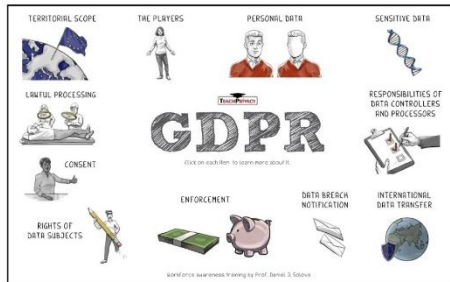 TERRITORIAL SCOPE
THE PLAYERS
PERSONAL DATA
SENSITIVE DATA
LAWFUL PROCESSING
TEACHPRIVACY
RESPONSIBILITIES OF
DATA CONTROLLERS
AND PROCESSORS
GDPR
Click on each item to learn more about it.
CONSENT
ENFORCEMENT
DATA BREACH
NOTIFICATION
INTERNATIONAL
DATA TRANSFER
RIGHTS OF
DATA SUBJECTS
Workforce awareness training by Prof. Daniel J. Solove